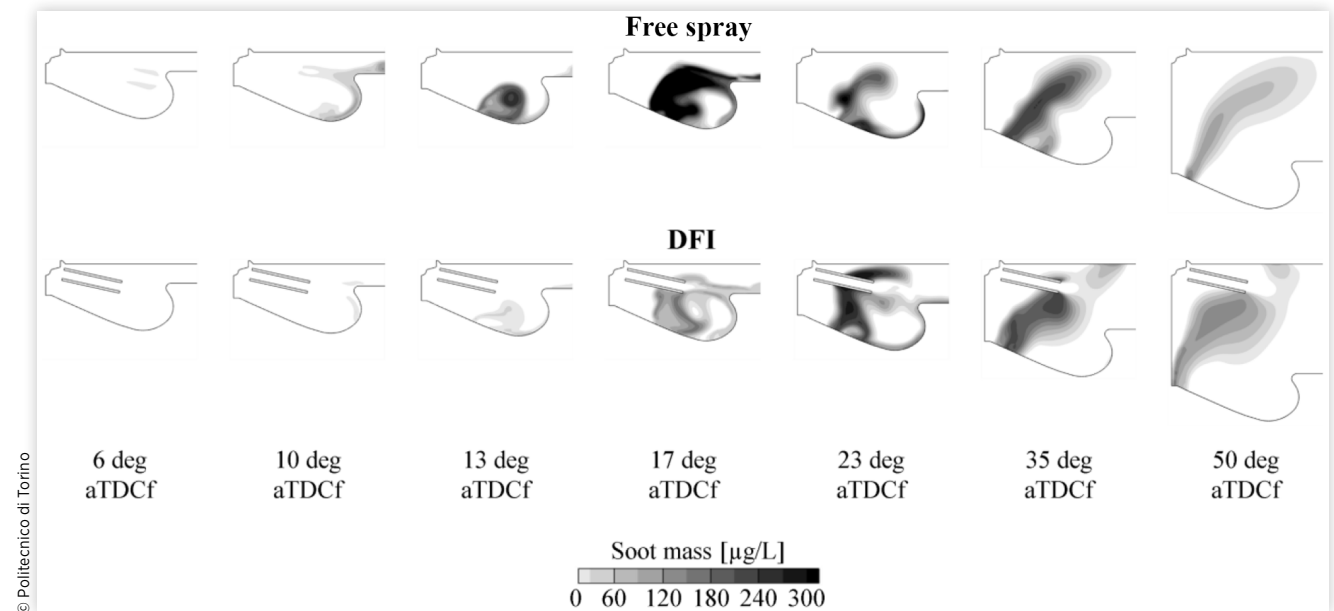 Free spray
DFI
6 deg
aTDCf
10 deg
aTDCf
13 deg
aTDCf
17 deg
aTDCf
23 deg
aTDCf
35 deg
aTDCf
50 deg
aTDCf
Soot mass [µg/L]
0 60 120 180 240 300
© Politecnico di Torino